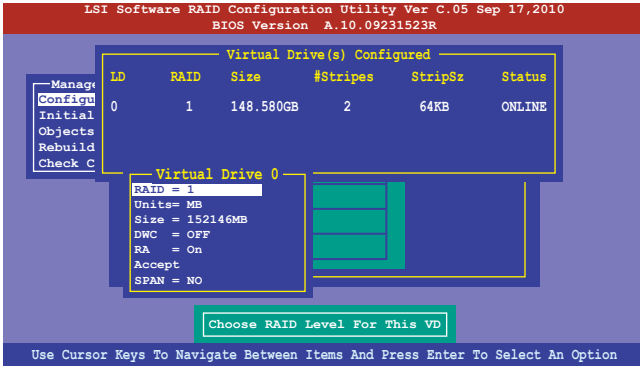 LSI Software RAID Configuration Utility Ver C.05 Sep 17,2010
BIOS Version A.10.09231523R
Virtual Drive(s) Configured
LD RAID Size #Stripes StripSz Status
0 1 148.580GB 2 64KB ONLINE
Manage
Configu
Initial
Objects
Rebuild
Check C
Virtual Drive 0
RAID = 1
Units= MB
Size = 152146MB
DWC = OFF
RA = On
Accept
SPAN = NO
Choose RAID Level For This VD
Use Cursor Keys To Navigate Between Items And Press Enter To Select An Option